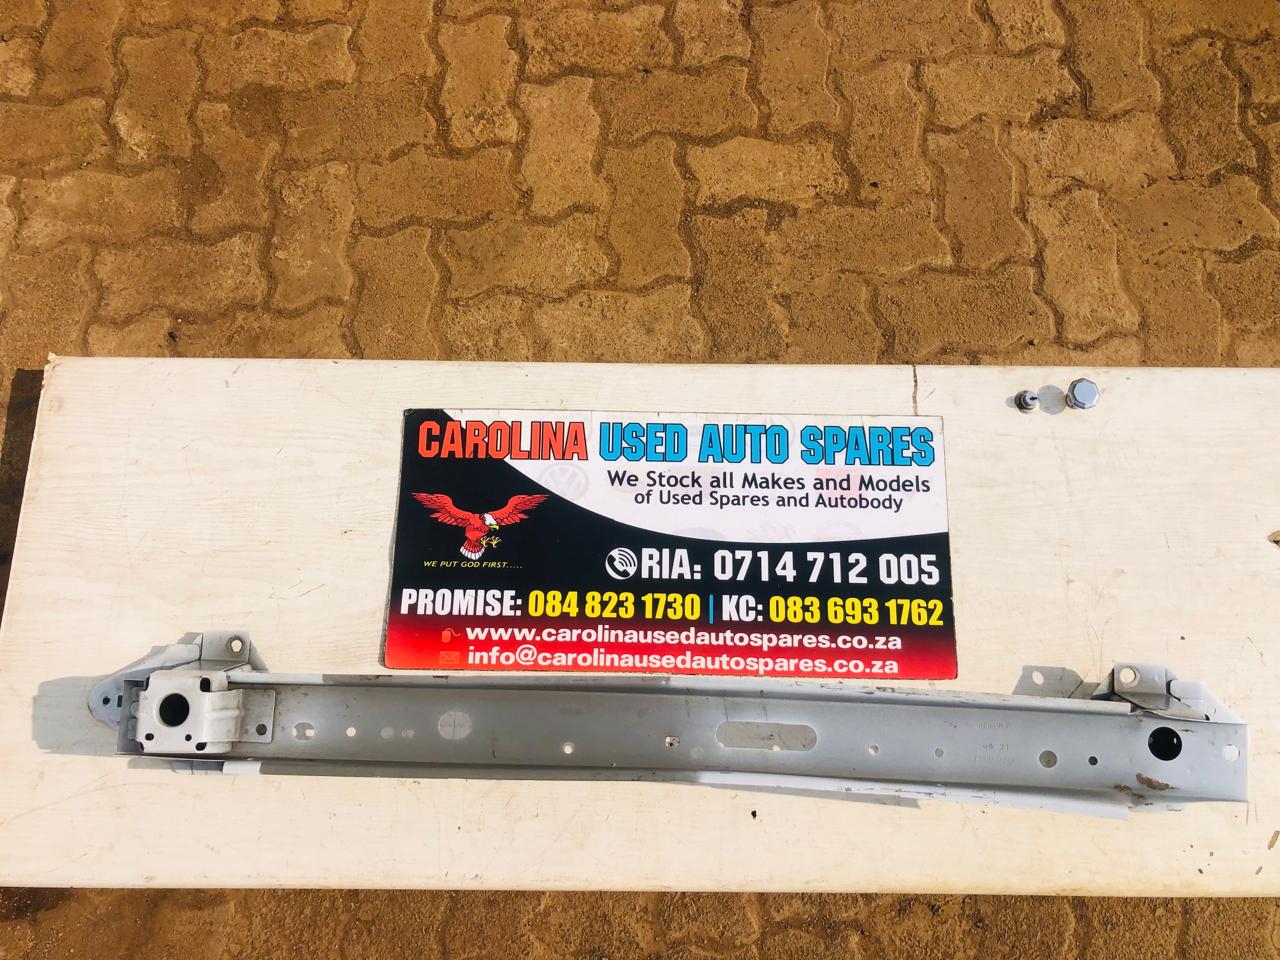 CAROLINA USED AUTO SPARES
We Stock all Makes and Models
of Used Spares and Autobody
WE PUT GOD FIRST.....
RIA: 0714 712 005
PROMISE: 084 823 1730 | KC: 083 693 1762
www.carolinausedautospares.co.za
info@carolinausedautospares.co.za
08 21